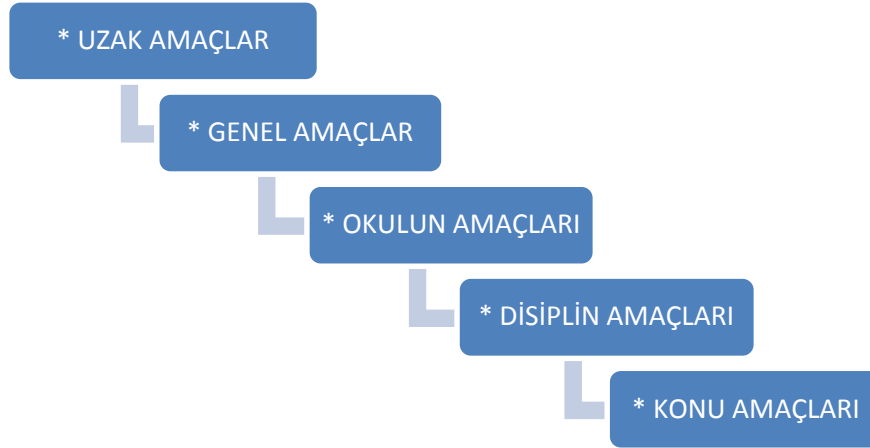 * UZAK AMAÇLAR
* GENEL AMAÇLAR
* OKULUN AMAÇLARI
* DİSİPLİN AMAÇLARI
* KONU AMAÇLARI